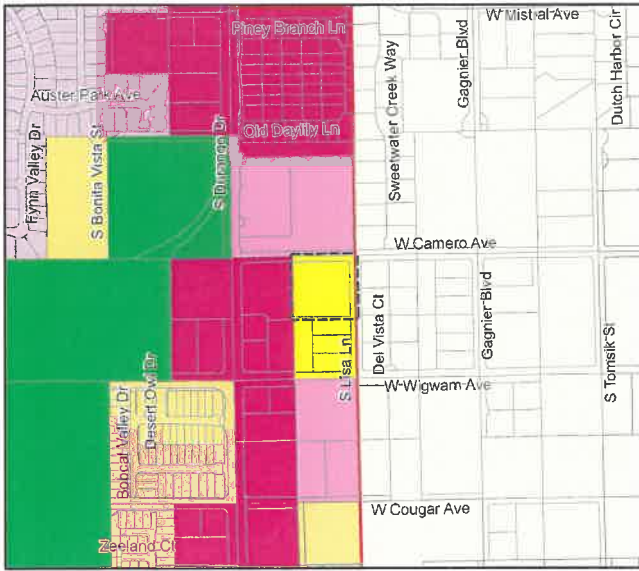 W Mistral Ave
Piney Branch Ln
Gagnier Blvd
Dutch Harbor Cir
Sweetwater Creek Way
Auster Park Ave
Old Daylily Ln
S Durango Dr
S Bonita Vista St
Fynn Valley Dr
W Camero Ave
Del Vista Ct
Gagnier Blvd
S Tomsik St
S Lisa Ln
Desert Owl Dr
Bobcat Valley Dr
W Wigwam Ave
W Cougar Ave
Zeeland Ct